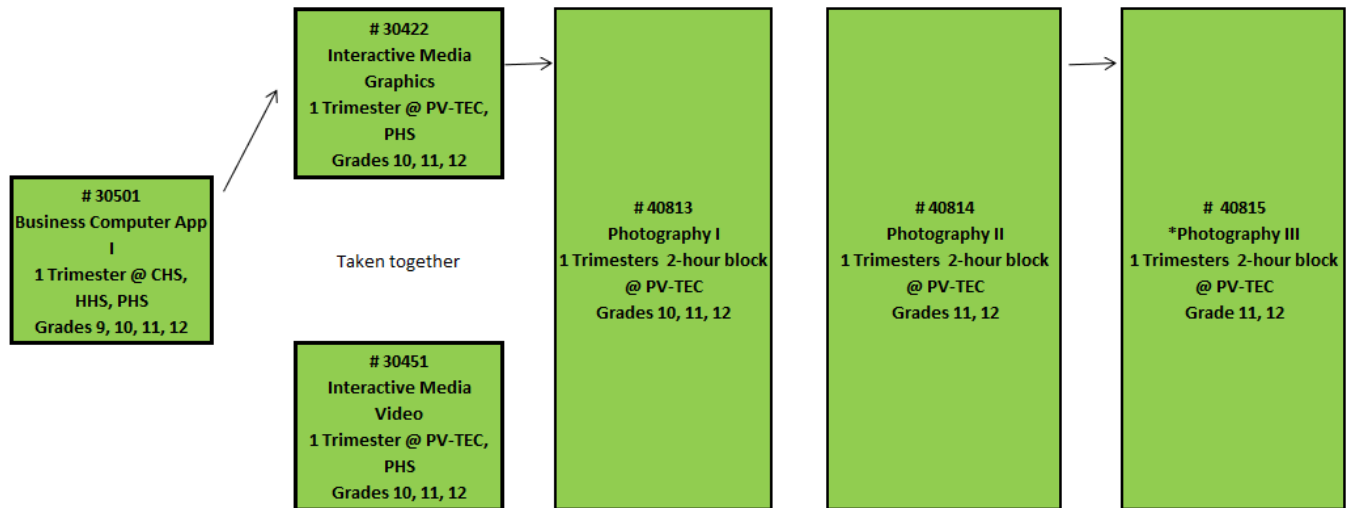 # 30501
Business Computer App
I
1 Trimester @ CHS,
HHS, PHS
Grades 9, 10, 11, 12
# 30422
Interactive Media
Graphics
1 Trimester @ PV-TEC,
PHS
Grades 10, 11, 12
Taken together
# 30451
Interactive Media
Video
1 Trimester @ PV-TEC,
PHS
Grades 10, 11, 12
# 40813
Photography I
1 Trimesters 2-hour block
@ PV-TEC
Grades 10, 11, 12
# 40814
Photography II
1 Trimesters 2-hour block
@ PV-TEC
Grades 11, 12
# 40815
*Photography III
1 Trimesters 2-hour block
@ PV-TEC
Grade 11, 12